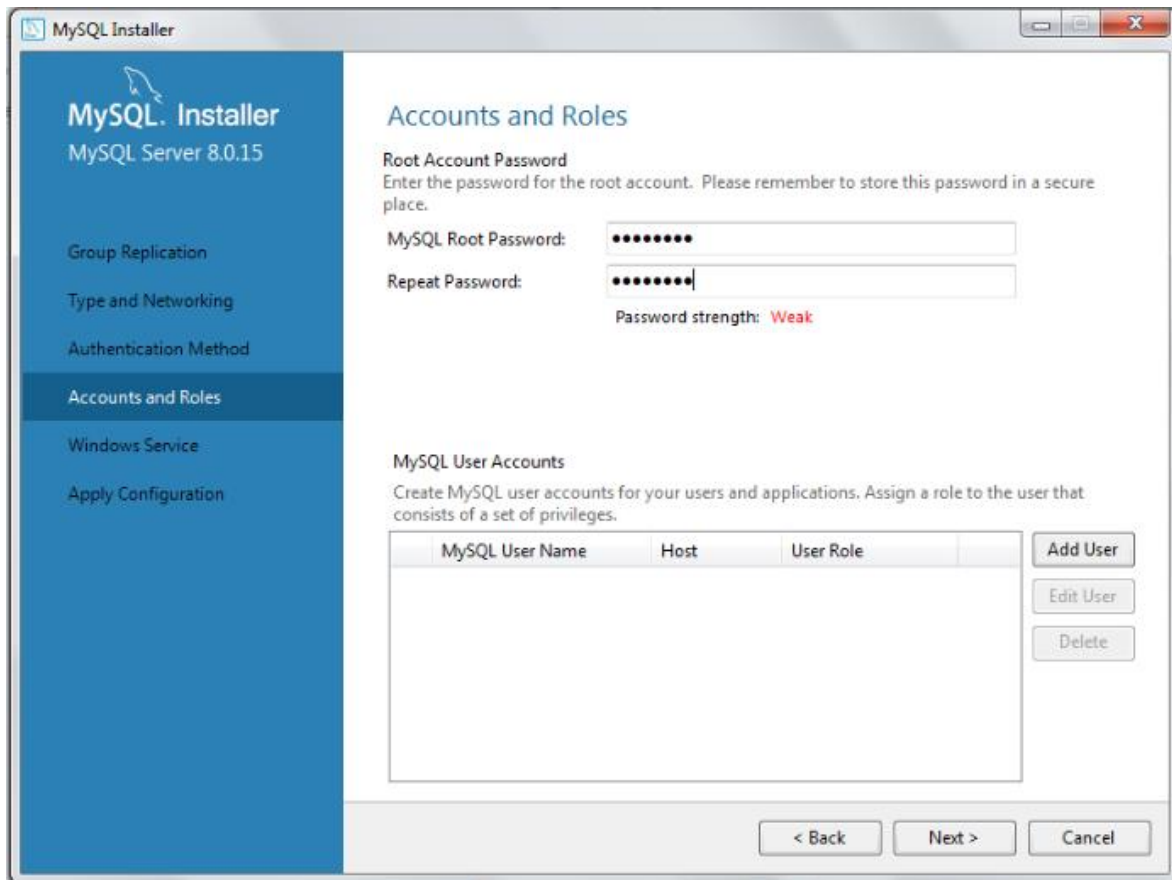 MySQL Installer
MySQL. Installer
MySQL Server 8.0.15
Group Replication
Type and Networking
Authentication Method
Accounts and Roles
Windows Service
Apply Configuration
Accounts and Roles
Root Account Password
Enter the password for the root account.  Please remember to store this password in a secure
place.
MySQL Root Password: ●●●●●●●●
Repeat Password: ●●●●●●●●
Password strength: Weak
MySQL User Accounts
Create MySQL user accounts for your users and applications. Assign a role to the user that
consists of a set of privileges.
MySQL User Name Host User Role
Add User
Edit User
Delete
< Back Next > Cancel